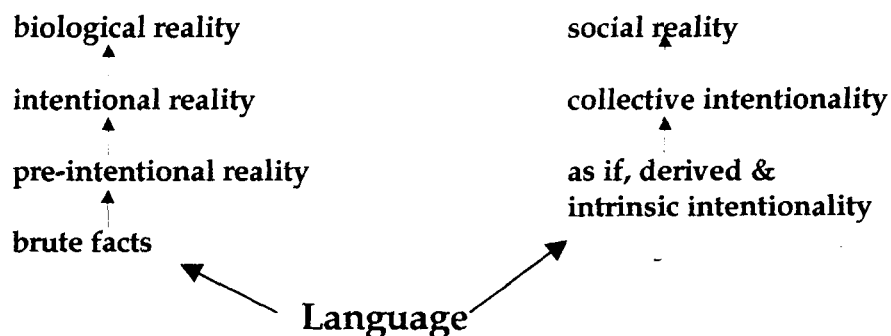 biological reality
social reality
intentional reality
collective intentionality
pre-intentional reality
as if, derived &
intrinsic intentionality
brute facts
Language